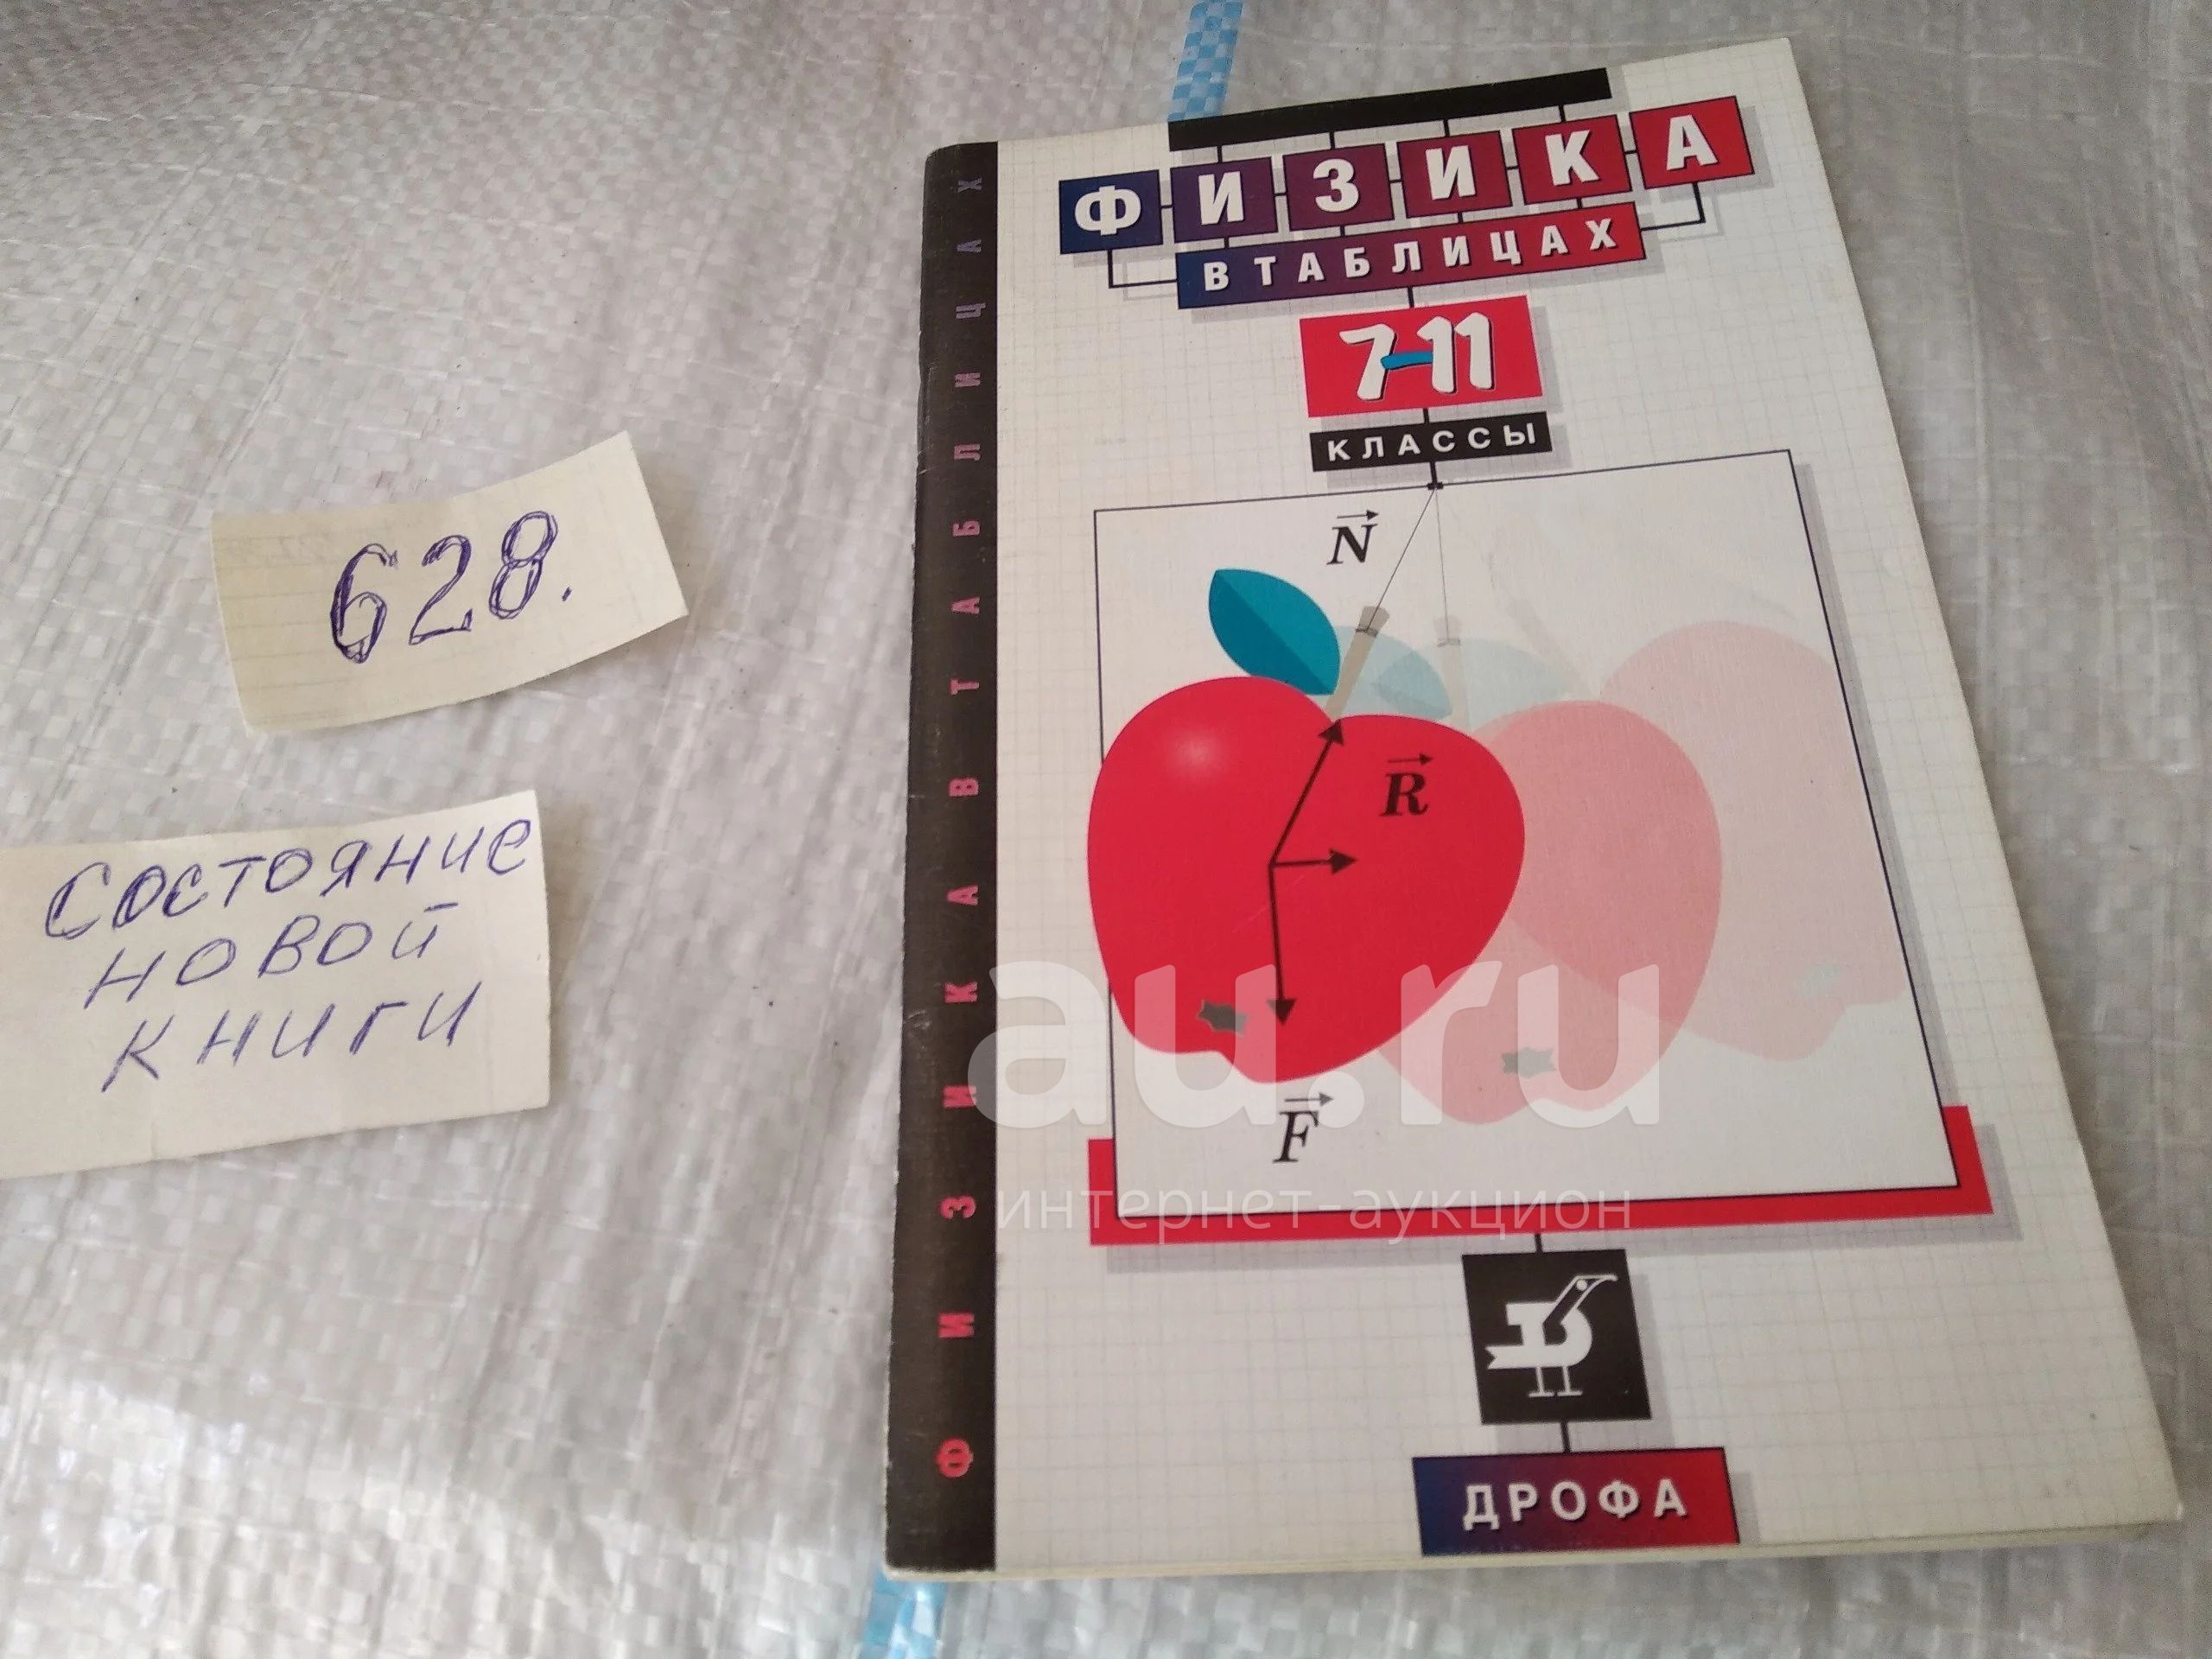 ФИЗИКА
В ТАБЛИЦАХ
7-11
КЛАССЫ
N
R
F
ДРОФА
ФИЗИКА В ТАБЛИЦАХ
628.
Состояние
новой
книги
au.ru
интернет-аукцион